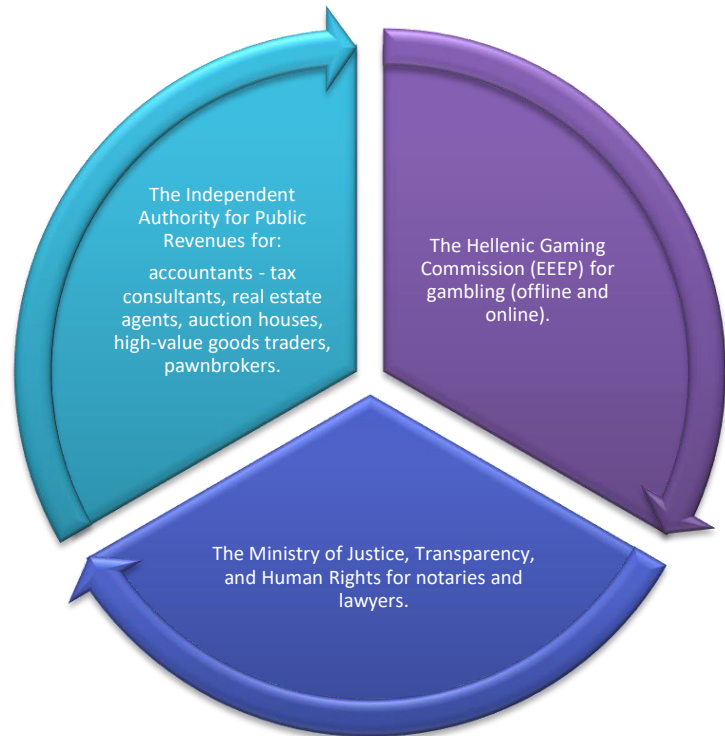 The Independent
Authority for Public
Revenues for:
accountants - tax
consultants, real estate
agents, auction houses,
high-value goods traders,
pawnbrokers.
The Hellenic Gaming
Commission (EEEP) for
gambling (offline and
online).
The Ministry of Justice, Transparency,
and Human Rights for notaries and
lawyers.